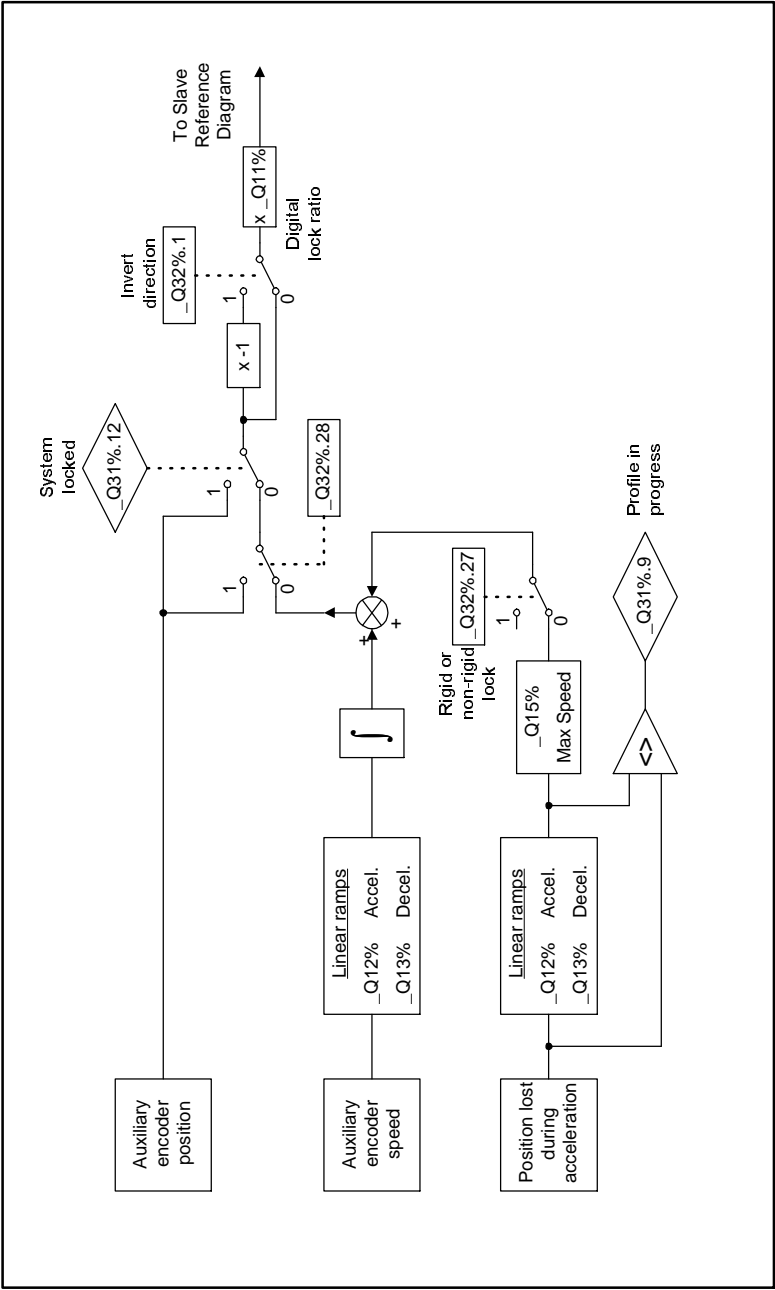 Auxiliary
encoder
position
System
locked
_Q31%.12
1
0
1
0
_Q32%.28
x -1
Invert
direction
_Q32%.1
1
0
x _Q11%
Digital
lock ratio
To Slave
Reference
Diagram
Auxiliary
encoder
speed
Linear ramps
_Q12% Accel.
_Q13% Decel.
∫
+
+
Position lost
during
acceleration
Linear ramps
_Q12% Accel.
_Q13% Decel.
_Q15%
Max Speed
Rigid or
non-rigid
lock
_Q32%.27
1
0
<>
_Q31%.9
Profile in
progress